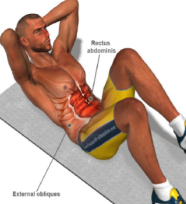 Rectus
abdominis
External obliques